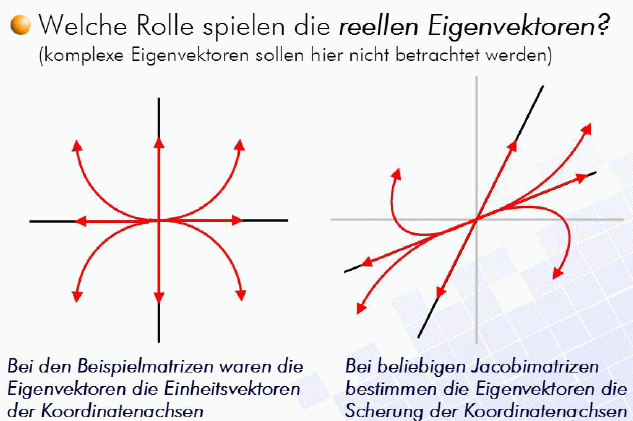 Welche Rolle spielen die reellen Eigenvektoren?
(komplexe Eigenvektoren sollen hier nicht betrachtet werden)
Bei den Beispielmatrizen waren die
Eigenvektoren die Einheitsvektoren
der Koordinatenachsen
Bei beliebigen Jacobimatrizen
bestimmen die Eigenvektoren die
Scherung der Koordinatenachsen